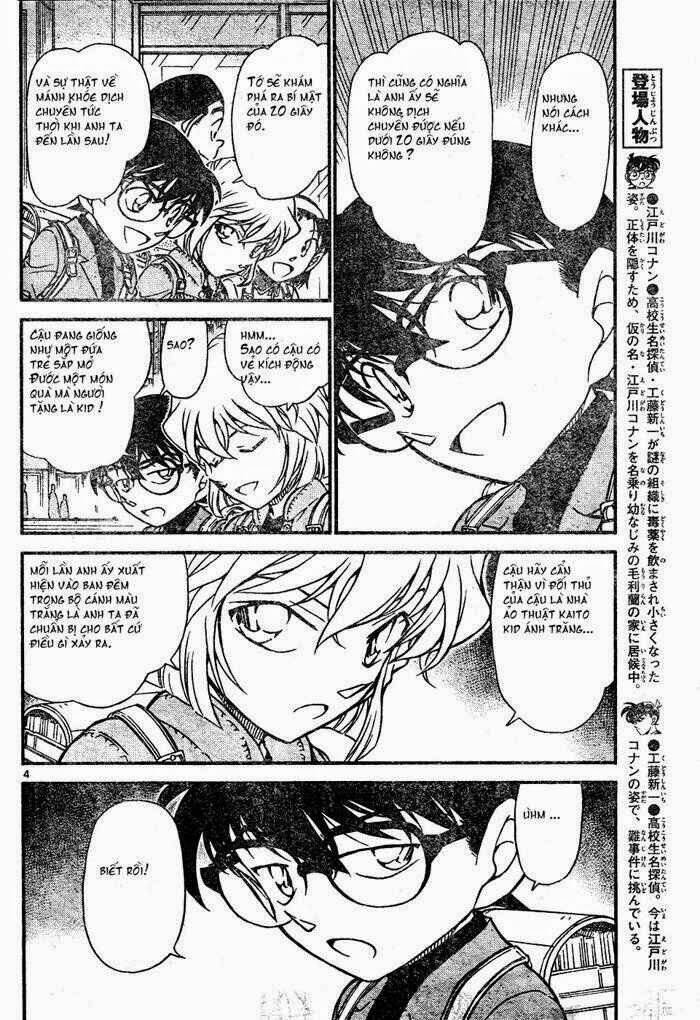 NHƯNG
NÓI CÁCH
KHÁC...
THÌ CŨNG CÓ NGHĨA
LÀ ANH ẤY SẼ
KHÔNG DỊCH
CHUYỂN ĐƯỢC NẾU
DƯỚI 20 GIÂY ĐÚNG
KHÔNG ?
TỚ SẼ KHÁM
PHÁ RA BÍ MẬT
CỦA 20 GIÂY
ĐÓ.
VÀ SỰ THẬT VỀ
MÁNH KHÓE DỊCH
CHUYỂN TỨC
THỜI KHI ANH TA
ĐẾN LẦN SAU!
HMM...
SAO CÓ CẬU CÓ
VẺ KÍCH ĐỘNG
VẬY...
SAO?
CẬU ĐANG GIỐNG
NHƯ MỘT ĐỨA
TRẺ SẮP MỞ
ĐƯỢC MỘT MÓN
QUÀ MÀ NGƯỜI
TẶNG LÀ KID !
CẬU HÃY CẨN
THẬN VÌ ĐỐI THỦ
CỦA CẬU LÀ NHÀ
ẢO THUẬT KAITO
KID ÁNH TRĂNG...
MỖI LẦN ANH ẤY XUẤT
HIỆN VÀO BAN ĐÊM
TRONG BỘ CÁNH MÀU
TRẮNG LÀ ANH TA ĐÃ
CHUẨN BỊ CHO BẤT CỨ
ĐIỀU GÌ XẢY RA.
4
ƯHM ...
BIẾT RỒI !
登場人物
江戸川コナン 高校生名探偵・工藤新一が謎の組織に毒薬を飲まされ小さくなった
姿。正体を隠すため、仮の名・江戸川コナンを名乗り幼なじみの毛利蘭の家に居候中。
工藤新一 高校生名探偵。今は江戸川
コナンの姿で、難事件に挑んでいる。